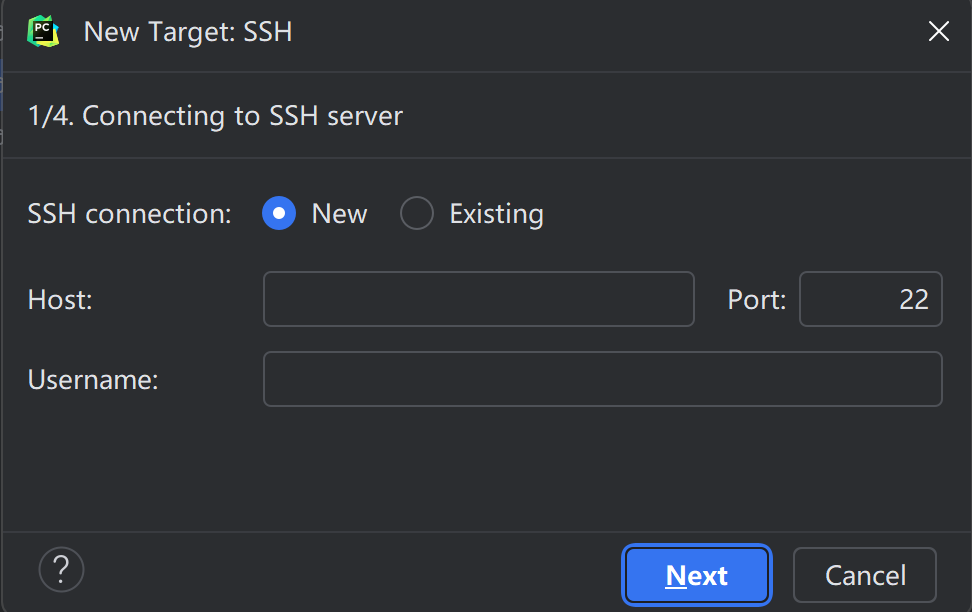 PC
New Target: SSH
1/4. Connecting to SSH server
SSH connection: New Existing
Host: Port: 22
Username:
? Next Cancel